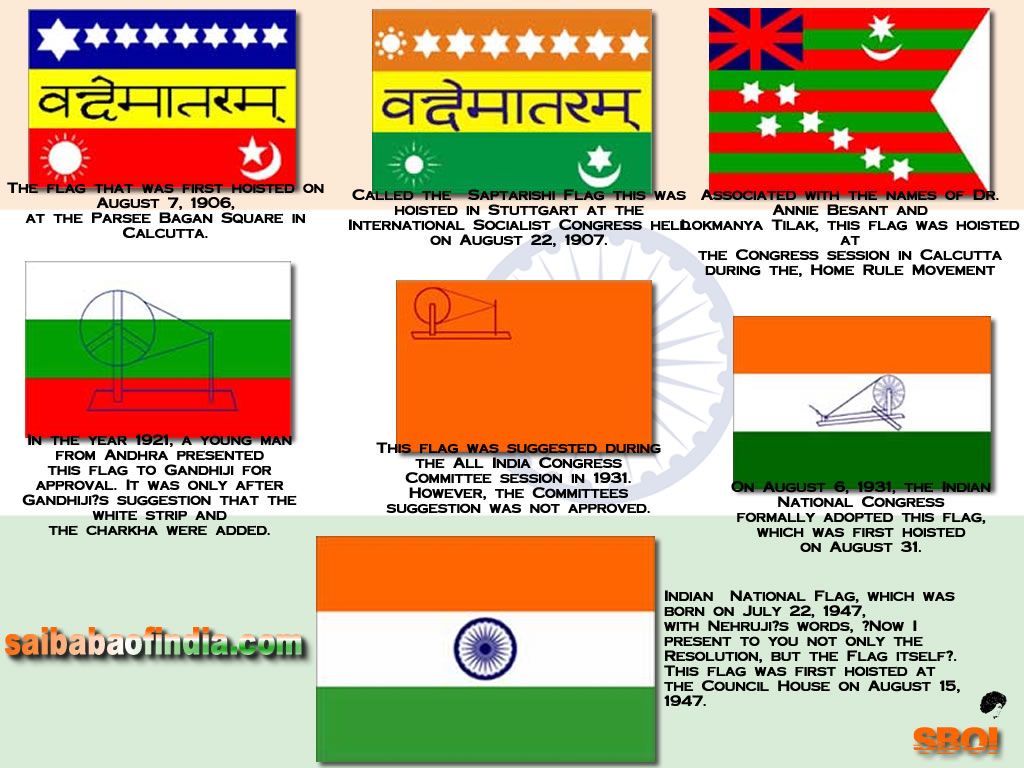 वन्देमातरम्
The flag that was first hoisted on
August 7, 1906,
at the Parsee Bagan Square in
Calcutta.
वन्देमातरम्
Called the Saptarishi Flag this was
hoisted in Stuttgart at the
International Socialist Congress
on August 22, 1907.
Associated with the names of Dr.
Annie Besant and
Lokmanya Tilak, this flag was hoisted
at
the Congress session in Calcutta
during the, Home Rule Movement
In the year 1921, a young man
from Andhra presented
this flag to Gandhiji for
approval. It was only after
Gandhiji?s suggestion that the
white strip and
the charkha were added.
This flag was suggested during
the All India Congress
Committee session in 1931.
However, the Committees
suggestion was not approved.
On August 6, 1931, the Indian
National Congress
formally adopted this flag,
which was first hoisted
on August 31.
Indian National Flag, which was
born on July 22, 1947,
with Nehruji?s words, ?Now I
present to you not only the
Resolution, but the Flag itself?.
This flag was first hoisted at
the Council House on August 15,
1947.
saibabaofindia.com
SBOI